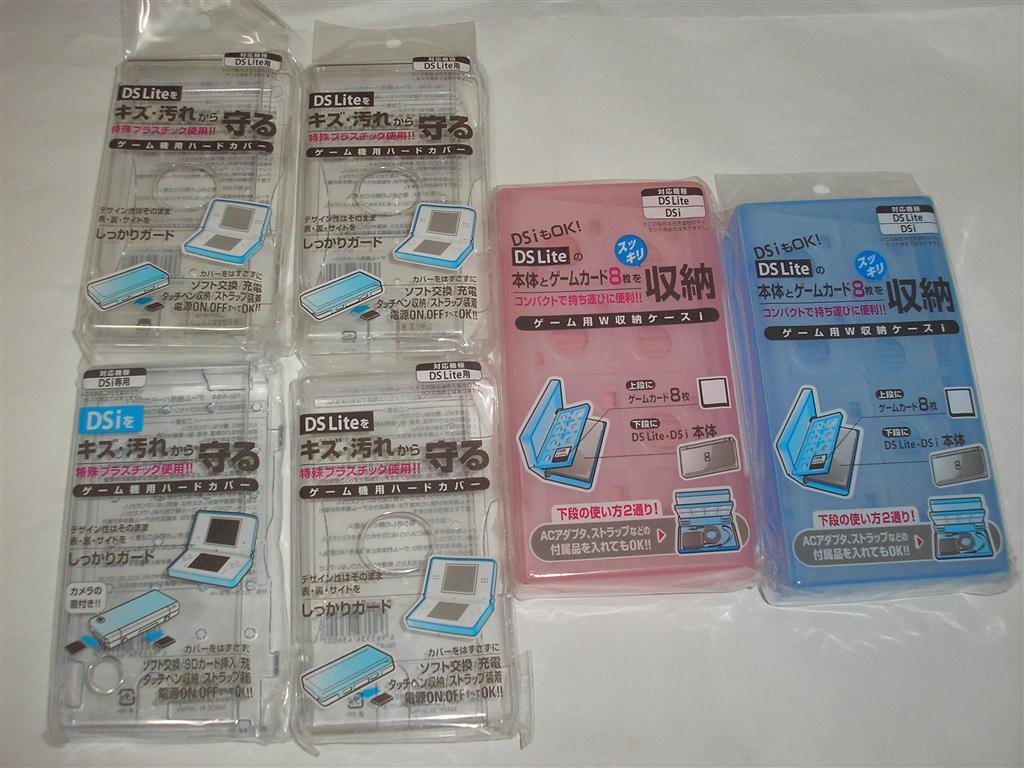 対応機種
DS Lite用
DS Liteを
キズ・汚れから守る
特殊プラスチック使用!!
ゲーム機用ハードカバー
デザイン性はそのまま
表・裏・サイドを
しっかりガード
カバーをはずさずに
ソフト交換/充電
タッチペン収納/ストラップ装着
電源ON.OFFすべてOK!!
対応機種
DS Lite用
DS Liteを
キズ・汚れから守る
特殊プラスチック使用!!
ゲーム機用ハードカバー
デザイン性はそのまま
表・裏・サイドを
しっかりガード
カバーをはずさずに
ソフト交換/充電
タッチペン収納/ストラップ装着
電源ON.OFFすべてOK!!
対応機種
DSi専用
DSiを
キズ・汚れから守る
特殊プラスチック使用!!
ゲーム機用ハードカバー
デザイン性はそのまま
表・裏・サイドを
しっかりガード
カメラの
窓付き!!
カバーをはずさずに
ソフト交換/SDカード挿入/充電
タッチペン収納/ストラップ装着
電源ON.OFFすべてOK!!
対応機種
DS Lite用
DS Liteを
キズ・汚れから守る
特殊プラスチック使用!!
ゲーム機用ハードカバー
デザイン性はそのまま
表・裏・サイドを
しっかりガード
カバーをはずさずに
ソフト交換/充電
タッチペン収納/ストラップ装着
電源ON.OFFすべてOK!!
対応機種
DS Lite
DSi
DSiもOK!
DS Liteの
スッキリ
本体とゲームカード8枚を収納
コンパクトで持ち運びに便利!!
ゲーム用W収納ケースi
上段に
ゲームカード8枚
下段に
DS Lite・DSi 本体
下段の使い方2通り!
ACアダプタ、ストラップなどの
付属品を入れてもOK!!
対応機種
DS Lite
DSi
DSiもOK!
DS Liteの
スッキリ
本体とゲームカード8枚を収納
コンパクトで持ち運びに便利!!
ゲーム用W収納ケースi
上段に
ゲームカード8枚
下段に
DS Lite・DSi 本体
下段の使い方2通り!
ACアダプタ、ストラップなどの
付属品を入れてもOK!!